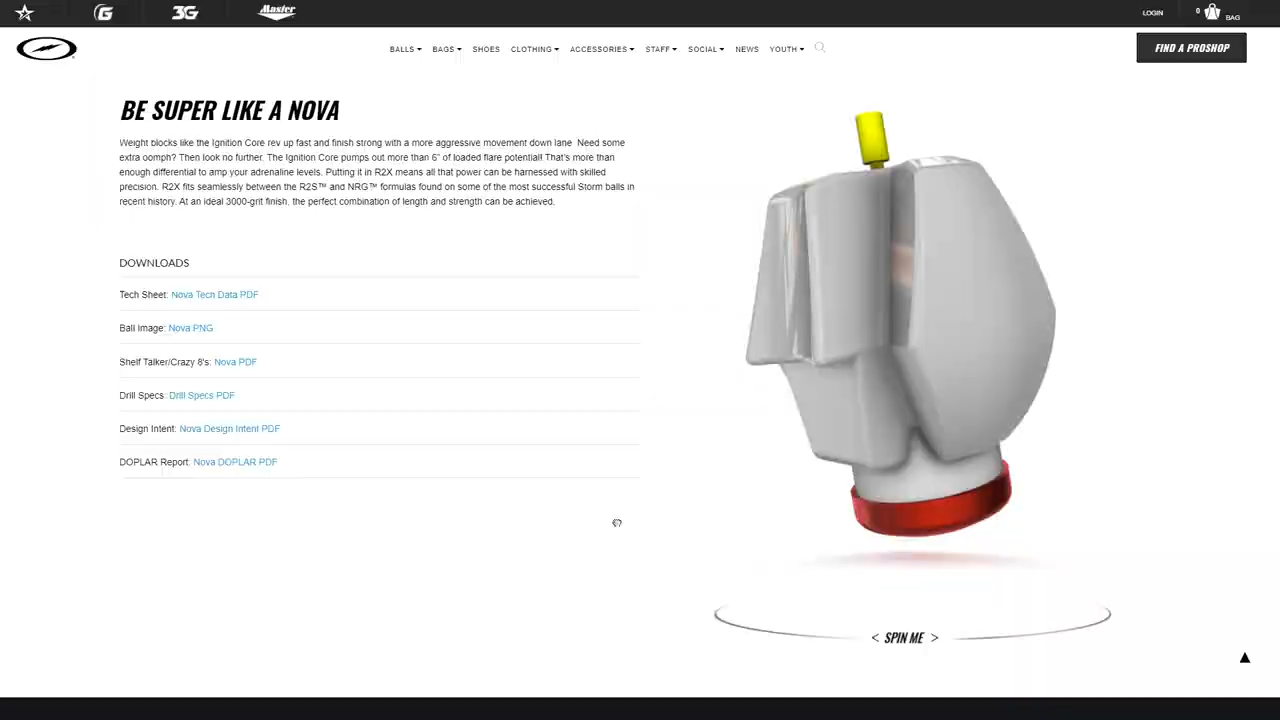 G 3G Master LOGIN 0 BAG
BALLS BAGS SHOES CLOTHING ACCESSORIES STAFF SOCIAL NEWS YOUTH FIND A PROSHOP
BE SUPER LIKE A NOVA
Weight blocks like the Ignition Core rev up fast and finish strong with a more aggressive movement down lane. Need some
extra oomph? Then look no further. The Ignition Core pumps out more than 6" of loaded flare potential! That's more than
enough differential to amp your adrenaline levels. Putting it in R2X means all that power can be harnessed with skilled
precision. R2X fits seamlessly between the R2S™ and NRG™ formulas found on some of the most successful Storm balls in
recent history. At an ideal 3000-grit finish, the perfect combination of length and strength can be achieved.
DOWNLOADS
Tech Sheet: Nova Tech Data PDF
Ball Image: Nova PNG
Shelf Talker/Crazy 8's: Nova PDF
Drill Specs: Drill Specs PDF
Design Intent: Nova Design Intent PDF
DOPLAR Report: Nova DOPLAR PDF
< SPIN ME >